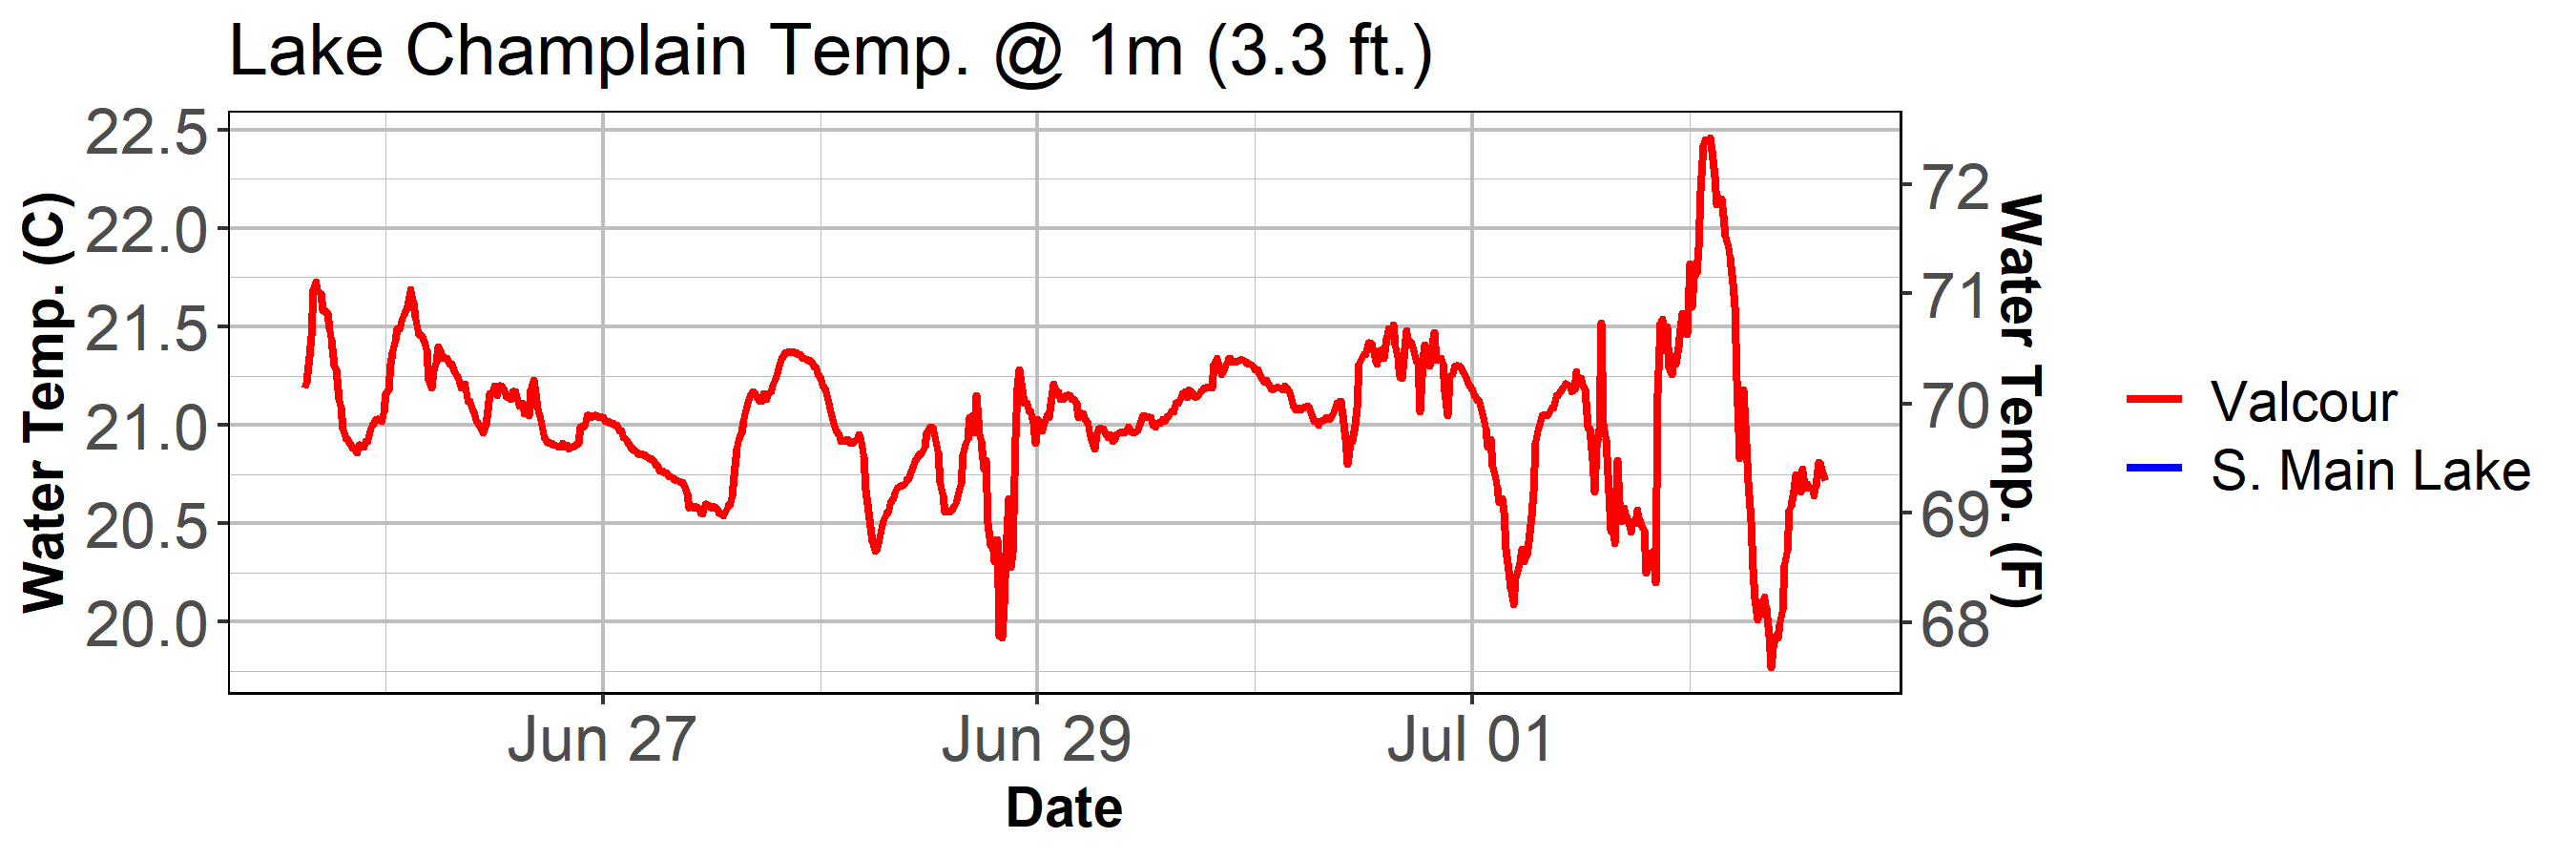 Lake Champlain Temp. @ 1m (3.3 ft.)
Water Temp. (C)
22.5
22.0
21.5
21.0
20.5
20.0
72
71
70
69
68
Water Temp. (F)
Jun 27
Jun 29
Jul 01
Date
Valcour
S. Main Lake